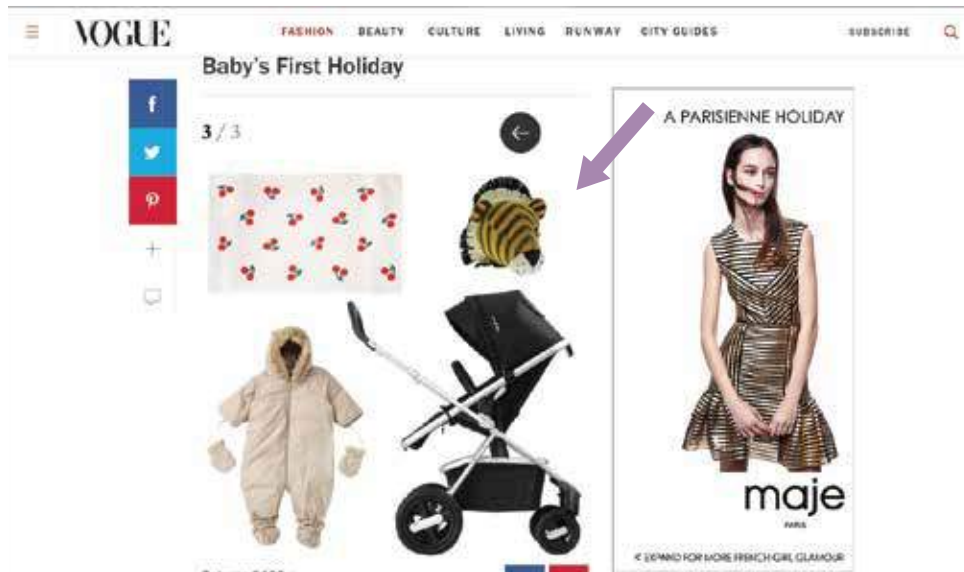 VOGUE
FASHION BEAUTY CULTURE LIVING RUNWAY CITY GUIDES
SUBSCRIBE
Baby's First Holiday
3 / 3
A PARISIENNE HOLIDAY
maje
PARIS
EXPAND FOR MORE FRENCH GIRL GLAMOUR